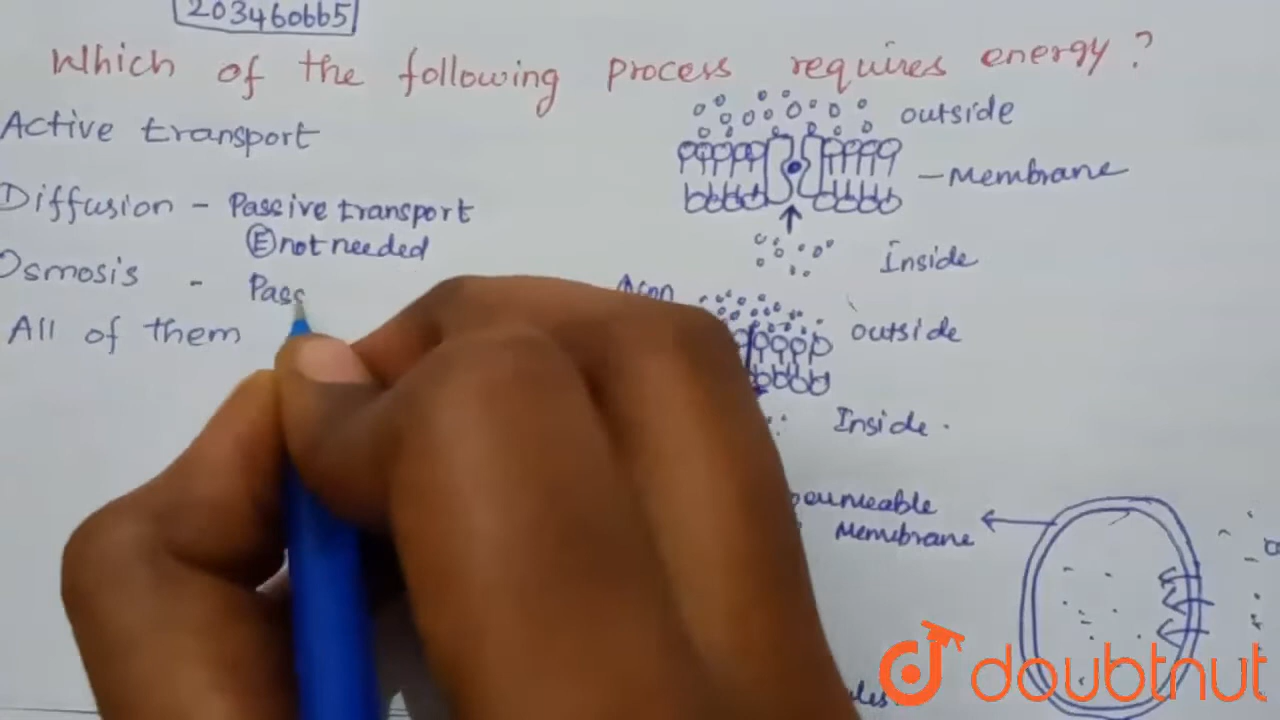 203460665
Which of the following process requires energy?
Active transport
Diffusion - Passive transport
(E) not needed
Osmosis - Pass
All of them
outside
Membrane
Inside
outside
Inside.
Membrane
doubtnut